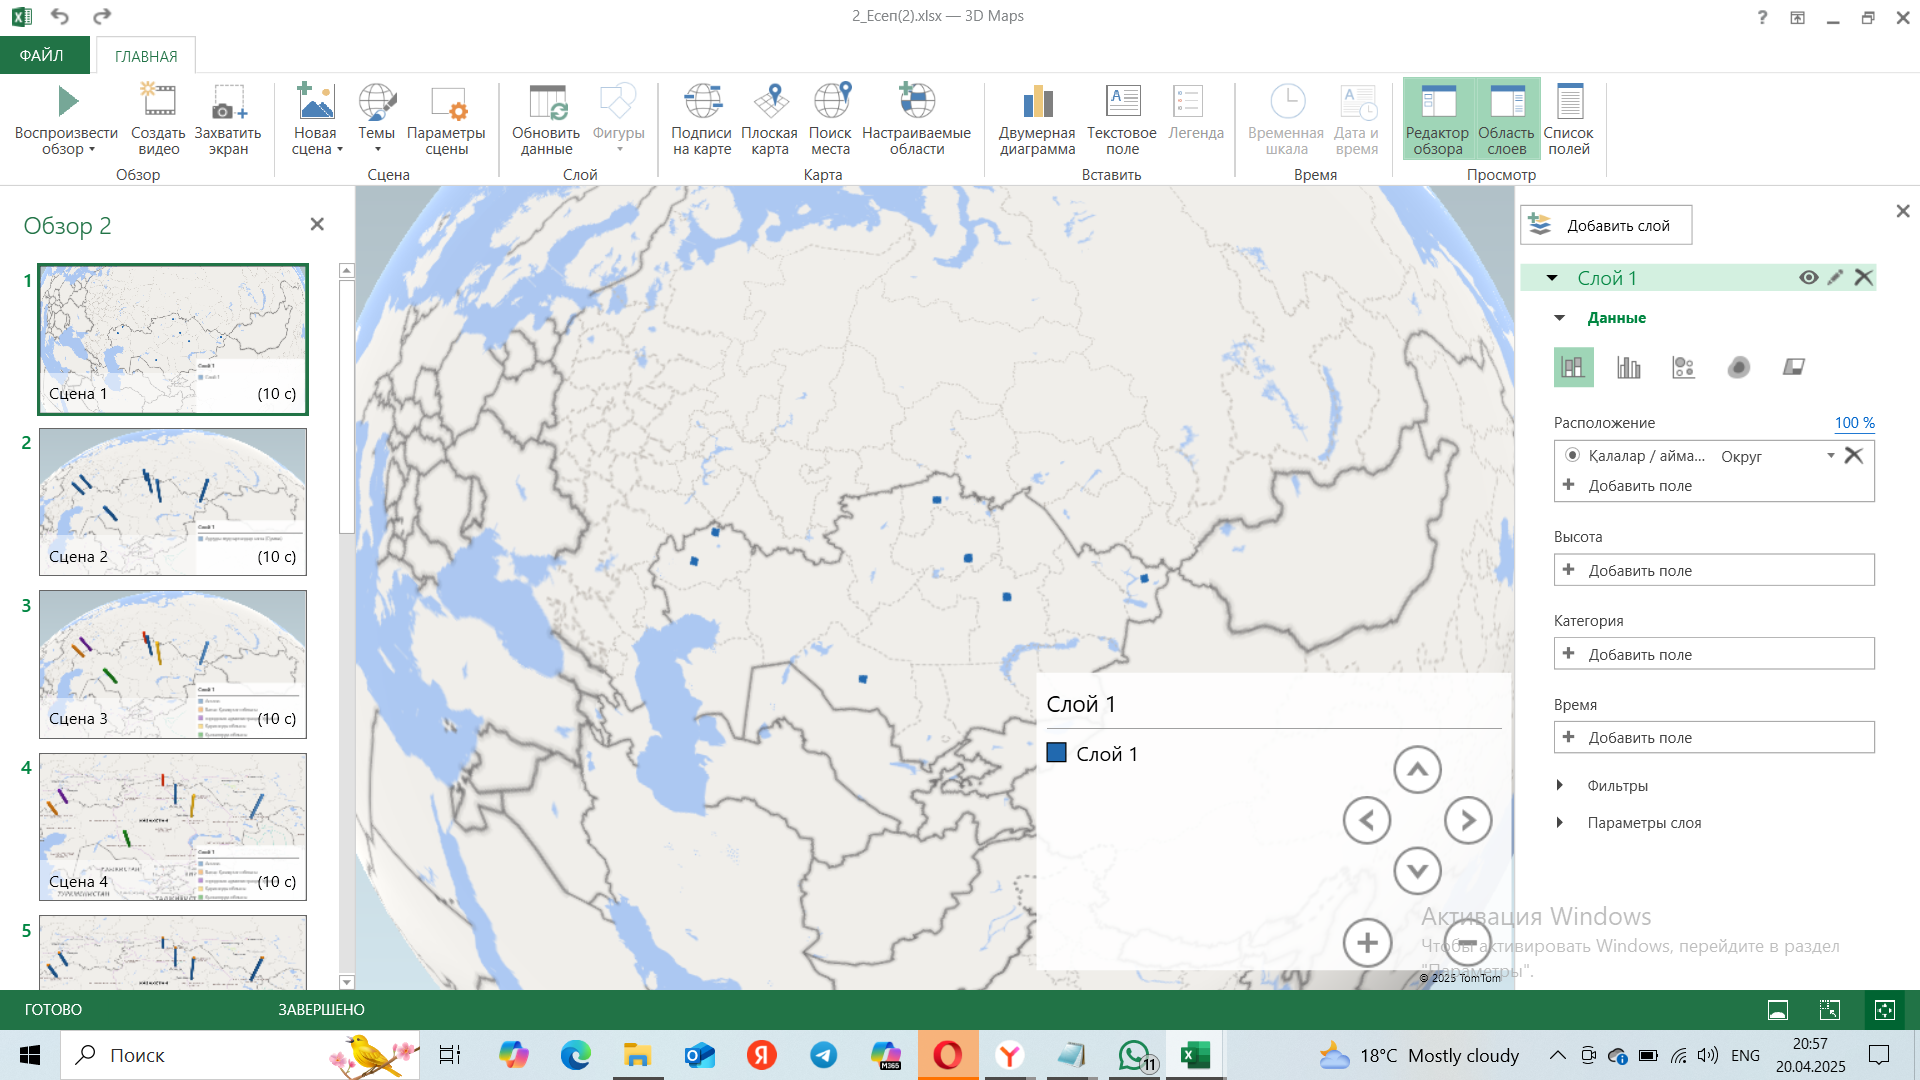 2_Есеп(2).xlsx — 3D Maps
ФАЙЛ
ГЛАВНАЯ
Воспроизвести обзор
Создать видео
Захватить экран
Обзор
Новая сцена
Темы
Параметры сцены
Сцена
Обновить данные
Фигуры
Слой
Подписи на карте
Плоская карта
Поиск места
Настраиваемые области
Карта
Двумерная диаграмма
Текстовое поле
Легенда
Вставить
Временная шкала
Дата и время
Время
Редактор обзора
Область слоев
Список полей
Просмотр
Обзор 2
1
Сцена 1 (10 с)
2
Сцена 2 (10 с)
3
Сцена 3 (10 с)
4
Сцена 4 (10 с)
5
Слой 1
Слой 1
© 2025 TomTom
Добавить слой
Слой 1
Данные
Расположение 100 %
Қалалар / айма... Округ
Добавить поле
Высота
Добавить поле
Категория
Добавить поле
Время
Добавить поле
Фильтры
Параметры слоя
Активация Windows
Чтобы активировать Windows, перейдите в раздел
"Параметры".
ГОТОВО
ЗАВЕРШЕНО
Поиск
M365
11
18°C Mostly cloudy
ENG
20:57
20.04.2025